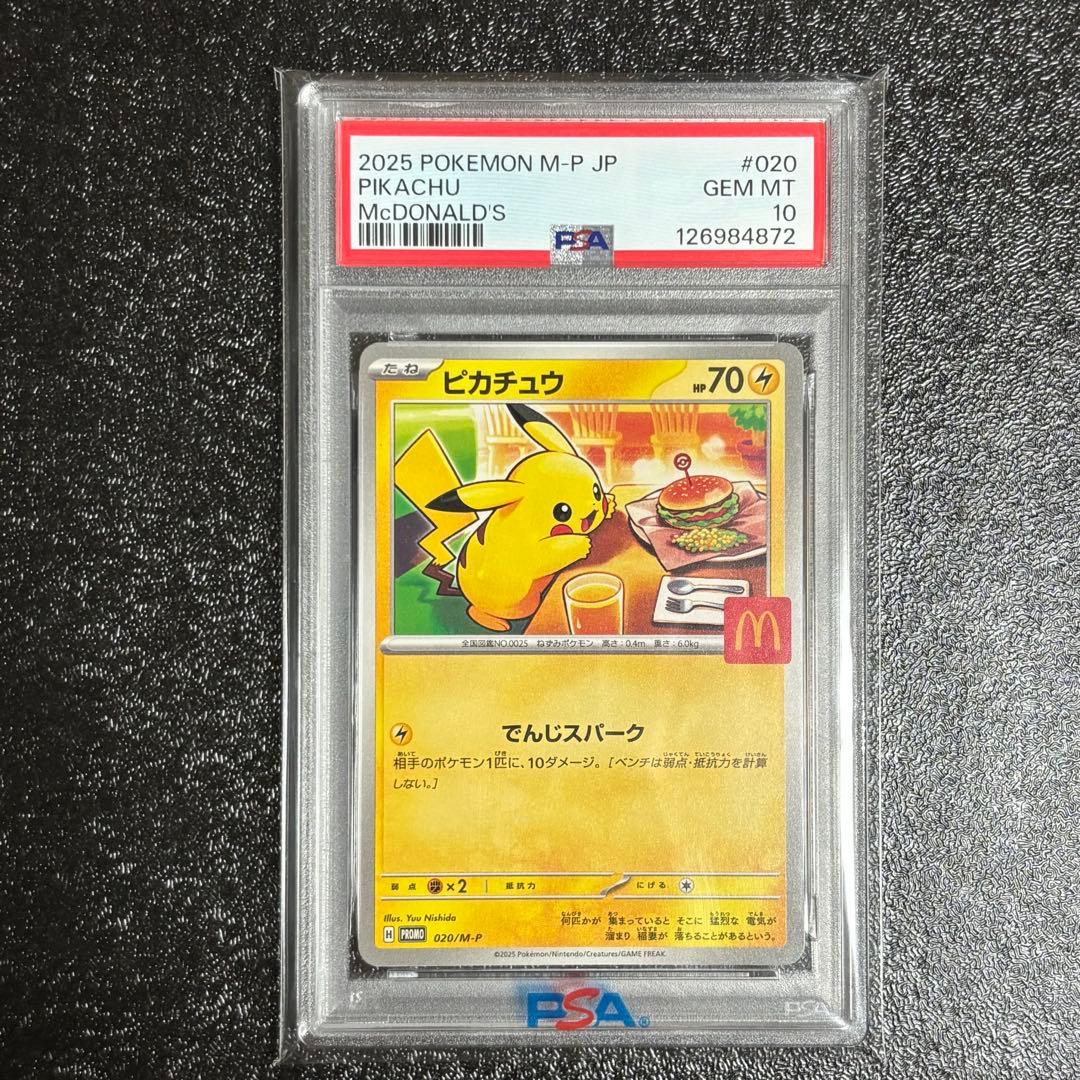 2025 POKEMON M-P JP #020
PIKACHU GEM MT
McDONALD'S 10
PSA 126984872
たね ピカチュウ HP70
全国図鑑NO.0025 ねずみポケモン 高さ:0.4m 重さ:6.0kg
でんじスパーク
相手のポケモン1匹に、10ダメージ。[ベンチは弱点・抵抗力を計算
しない。]
弱点 ×2 抵抗力 にげる
Illus. Yuu Nishida
何匹かが 集まっていると そこに 猛烈な 電気が
溜まり 稲妻が 落ちることがあるという。
H PROMO 020/M-P
©2025 Pokémon/Nintendo/Creatures/GAME FREAK.
PSA®